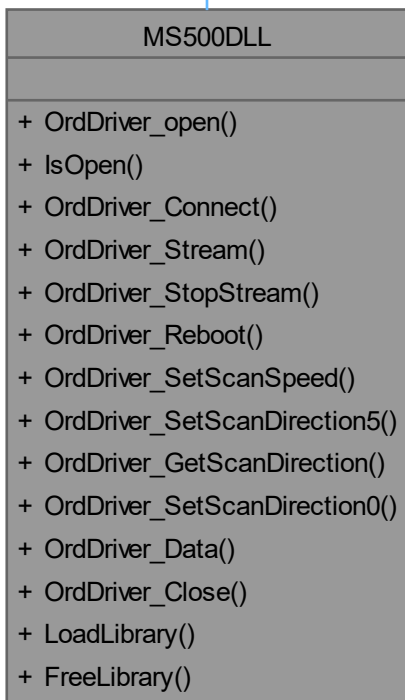 MS500DLL
+ OrdDriver_open()
+ IsOpen()
+ OrdDriver_Connect()
+ OrdDriver_Stream()
+ OrdDriver_StopStream()
+ OrdDriver_Reboot()
+ OrdDriver_SetScanSpeed()
+ OrdDriver_SetScanDirection5()
+ OrdDriver_GetScanDirection()
+ OrdDriver_SetScanDirection0()
+ OrdDriver_Data()
+ OrdDriver_Close()
+ LoadLibrary()
+ FreeLibrary()